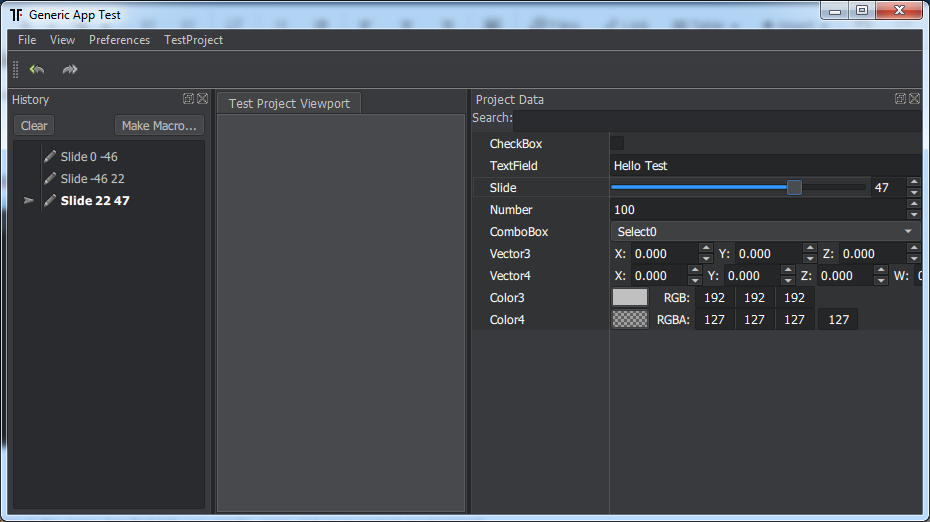 Generic App Test
File View Preferences TestProject
History
Clear Make Macro...
Slide 0 -46
Slide -46 22
Slide 22 47
Test Project Viewport
Project Data
Search:
CheckBox
TextField Hello Test
Slide 47
Number 100
ComboBox Select0
Vector3 X: 0.000 Y: 0.000 Z: 0.000
Vector4 X: 0.000 Y: 0.000 Z: 0.000 W:
Color3 RGB: 192 192 192
Color4 RGBA: 127 127 127 127